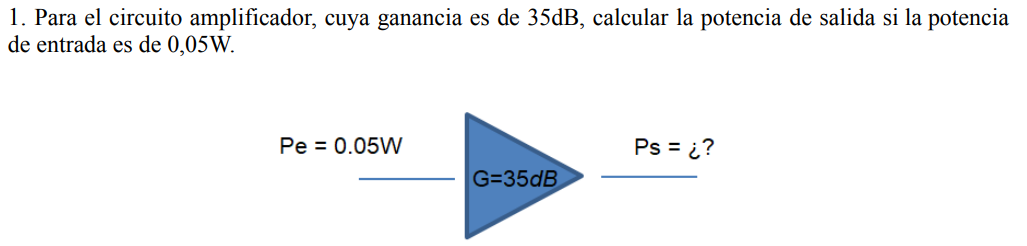 1. Para el circuito amplificador, cuya ganancia es de 35dB, calcular la potencia de salida si la potencia
de entrada es de 0,05W.
Pe = 0.05W
Ps = ¿?
G=35dB